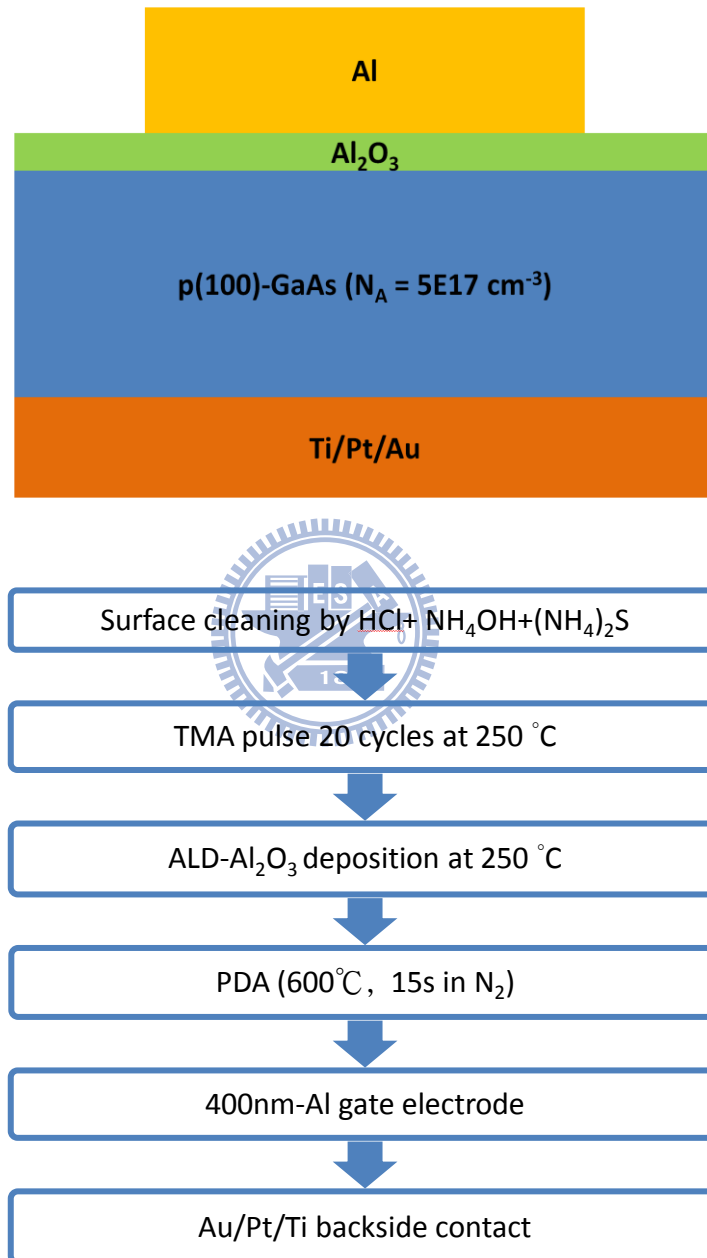 Al
Al₂O₃
p(100)-GaAs (N_A = 5E17 cm⁻³)
Ti/Pt/Au
Surface cleaning by HCl+ NH₄OH+(NH₄)₂S
TMA pulse 20 cycles at 250 °C
ALD-Al₂O₃ deposition at 250 °C
PDA (600℃, 15s in N₂)
400nm-Al gate electrode
Au/Pt/Ti backside contact